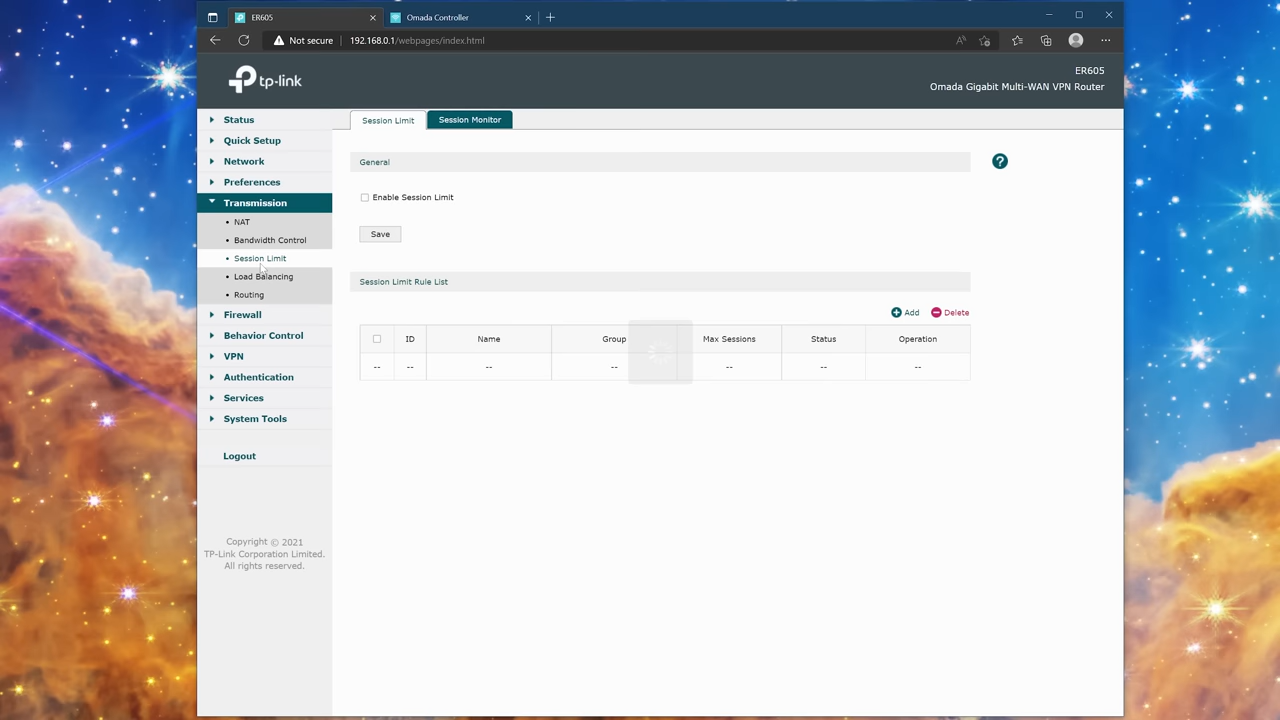 ER605
Omada Controller
Not secure
192.168.0.1/webpages/index.html
tp-link
ER605
Omada Gigabit Multi-WAN VPN Router
Status
Quick Setup
Network
Preferences
Transmission
NAT
Bandwidth Control
Session Limit
Load Balancing
Routing
Firewall
Behavior Control
VPN
Authentication
Services
System Tools
Logout
Copyright © 2021
TP-Link Corporation Limited.
All rights reserved.
Session Limit
Session Monitor
General
?
Enable Session Limit
Save
Session Limit Rule List
Add
Delete
ID Name Group Max Sessions Status Operation
-- -- -- -- -- -- --